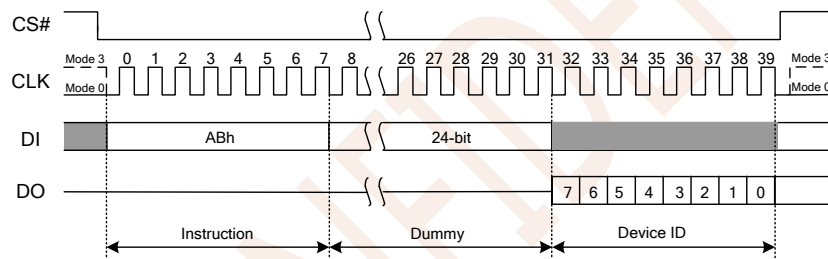 CS#
CLK Mode 3 0 1 2 3 4 5 6 7 8 26 27 28 29 30 31 32 33 34 35 36 37 38 39 Mode 3
Mode 0 Mode 0
DI ABh 24-bit
DO 7 6 5 4 3 2 1 0
Instruction Dummy Device ID